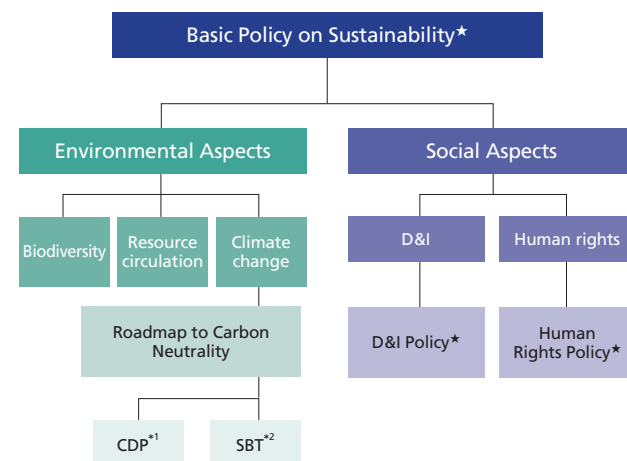 Basic Policy on Sustainability★
Environmental Aspects
Social Aspects
Biodiversity
Resource
circulation
Climate
change
D&I
Human rights
Roadmap to Carbon
Neutrality
D&I Policy★
Human
Rights Policy★
CDP*1
SBT*2